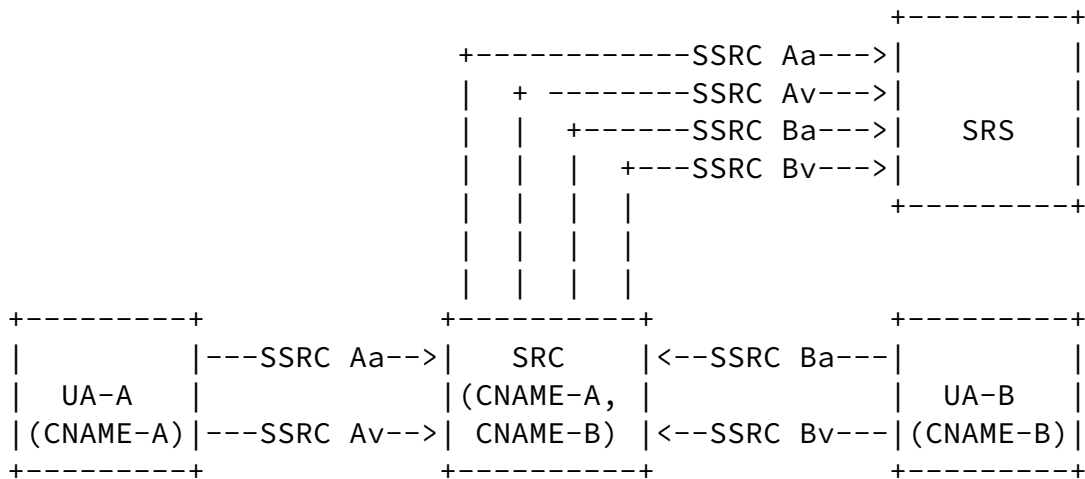 +---------+
                         +------------SSRC Aa--->|         |
                         |  + --------SSRC Av--->|         |
                         |  |  +------SSRC Ba--->|   SRS   |
                         |  |  |  +---SSRC Bv--->|         |
                         |  |  |  |              +---------+
                         |  |  |  |
                         |  |  |  |
+---------+             +----------+             +---------+
|         |---SSRC Aa-->|   SRC    |<--SSRC Ba---|         |
|  UA-A   |             |(CNAME-A, |             |  UA-B   |
|(CNAME-A)|---SSRC Av-->| CNAME-B) |<--SSRC Bv---|(CNAME-B)|
+---------+             +----------+             +---------+